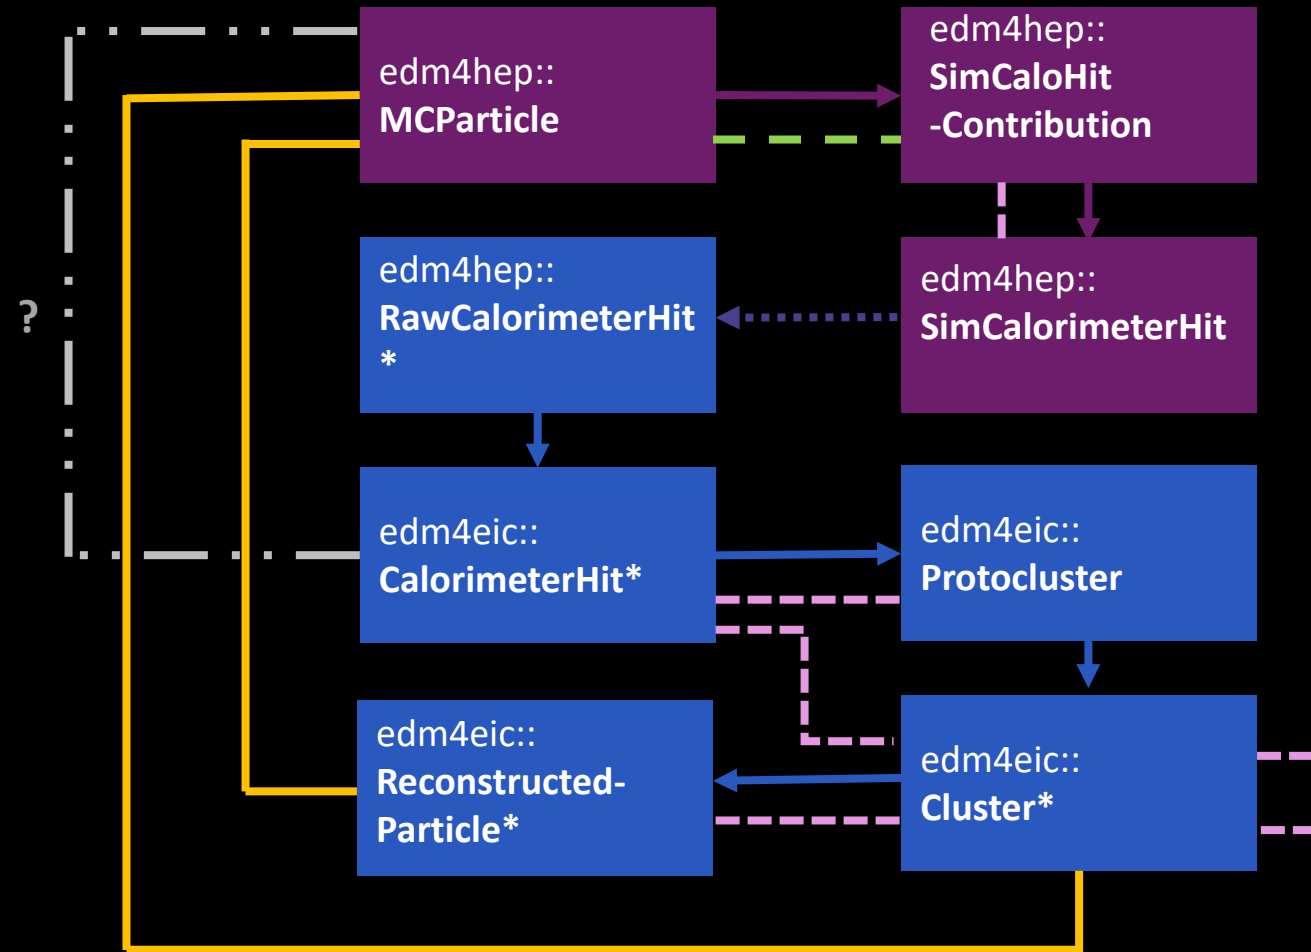 edm4hep::
MCParticle
edm4hep::
SimCaloHit
-Contribution
edm4hep::
RawCalorimeterHit
*
edm4hep::
SimCalorimeterHit
?
edm4eic::
CalorimeterHit*
edm4eic::
Protocluster
edm4eic::
Reconstructed-
Particle*
edm4eic::
Cluster*